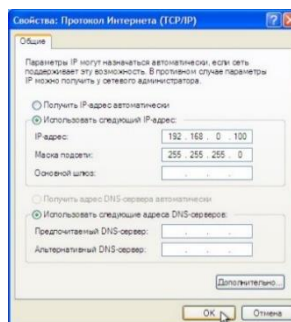 Свойства: Протокол Интернета (TCP/IP)
Общие
Параметры IP могут назначаться автоматически, если сеть
поддерживает эту возможность. В противном случае параметры
IP можно получить у сетевого администратора.
Получить IP-адрес автоматически
Использовать следующий IP-адрес:
IP-адрес: 192 . 168 . 0 . 100
Маска подсети: 255 . 255 . 255 . 0
Основной шлюз: . . .
Получить адрес DNS-сервера автоматически
Использовать следующие адреса DNS-серверов:
Предпочитаемый DNS-сервер: . . .
Альтернативный DNS-сервер: . . .
Дополнительно...
OK Отмена